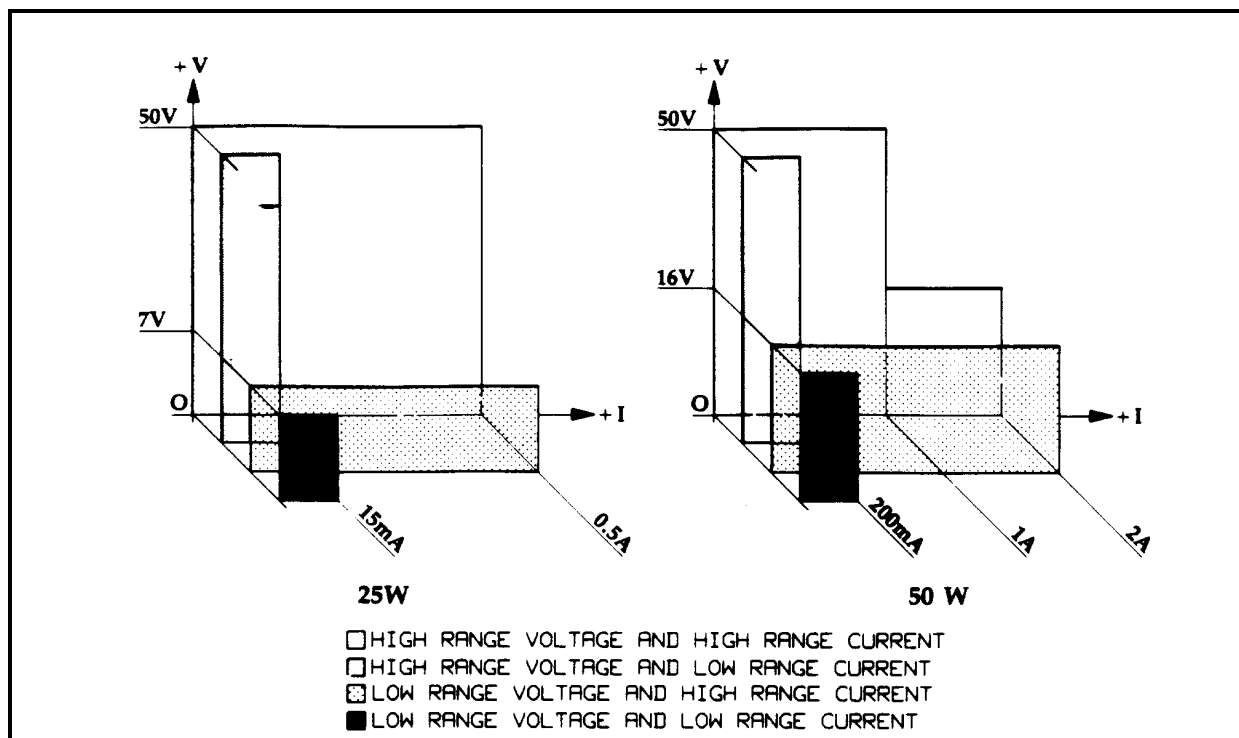 + V
50V
7V
O
+ I
15mA
0.5A
25W
+ V
50V
16V
O
+ I
200mA
1A
2A
50 W
HIGH RANGE VOLTAGE AND HIGH RANGE CURRENT
HIGH RANGE VOLTAGE AND LOW RANGE CURRENT
LOW RANGE VOLTAGE AND HIGH RANGE CURRENT
LOW RANGE VOLTAGE AND LOW RANGE CURRENT